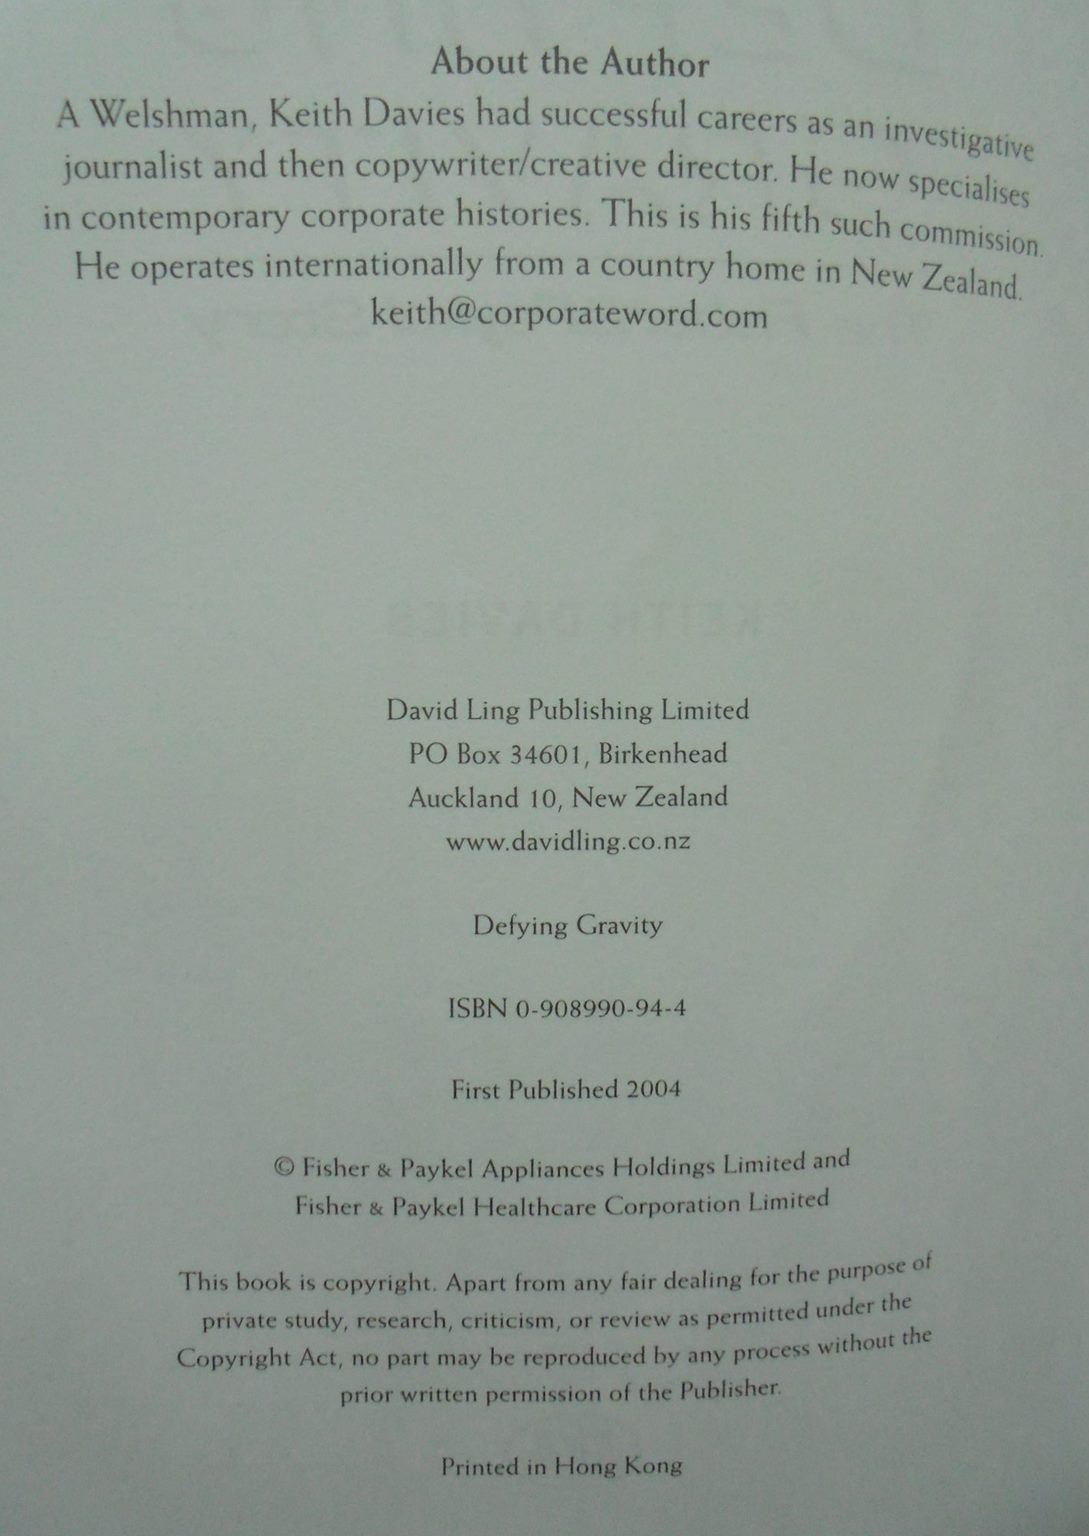 About the Author
A Welshman, Keith Davies had successful careers as an investigative
journalist and then copywriter/creative director. He now specialises
in contemporary corporate histories. This is his fifth such commission.
He operates internationally from a country home in New Zealand.
keith@corporateword.com
KEITH DAVIES
David Ling Publishing Limited
PO Box 34601, Birkenhead
Auckland 10, New Zealand
www.davidling.co.nz
Defying Gravity
ISBN 0-908990-94-4
First Published 2004
© Fisher & Paykel Appliances Holdings Limited and
Fisher & Paykel Healthcare Corporation Limited
This book is copyright. Apart from any fair dealing for the purpose of
private study, research, criticism, or review as permitted under the
Copyright Act, no part may be reproduced by any process without the
prior written permission of the Publisher.
Printed in Hong Kong